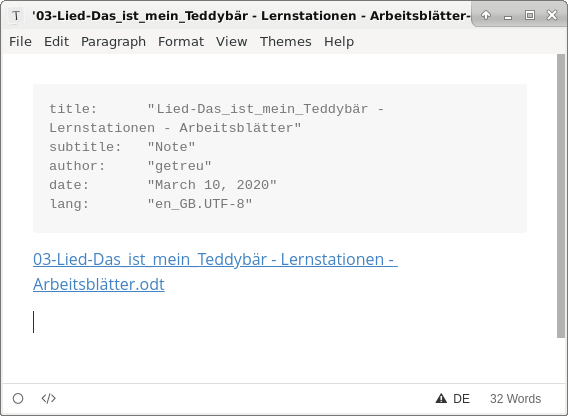 T '03-Lied-Das_ist_mein_Teddybär - Lernstationen - Arbeitsblätter-
File Edit Paragraph Format View Themes Help
title: "Lied-Das_ist_mein_Teddybär -
Lernstationen - Arbeitsblätter"
subtitle: "Note"
author: "getreu"
date: "March 10, 2020"
lang: "en_GB.UTF-8"
03-Lied-Das_ist_mein_Teddybär - Lernstationen -
Arbeitsblätter.odt
</> DE 32 Words